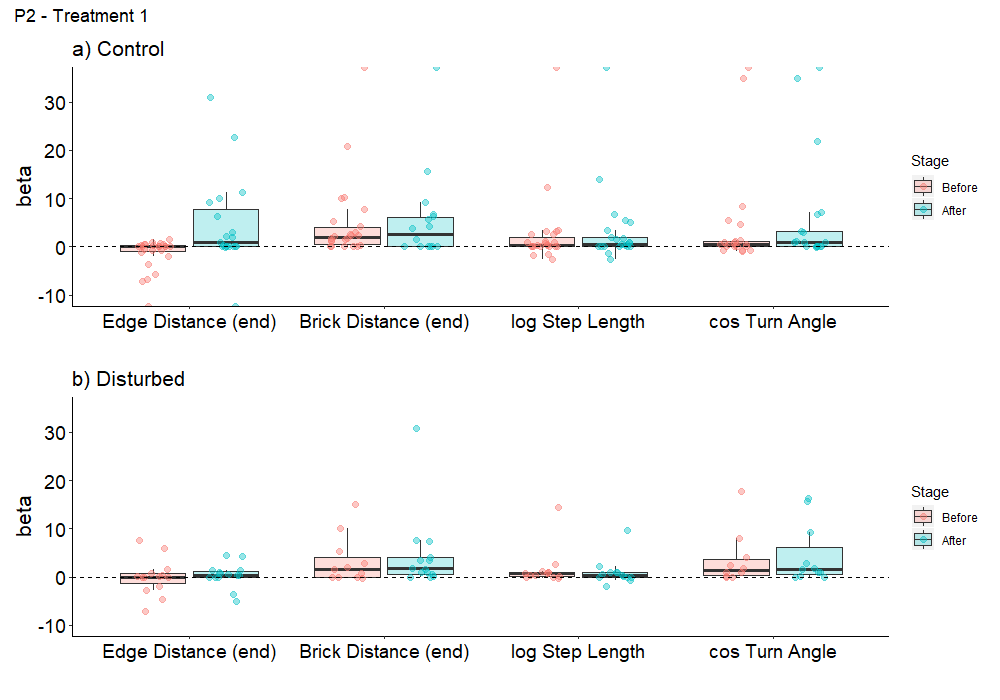 P2 - Treatment 1
a) Control
beta
30
20
10
0
-10
Edge Distance (end) Brick Distance (end) log Step Length cos Turn Angle
Stage
Before
After
b) Disturbed
beta
30
20
10
0
-10
Edge Distance (end) Brick Distance (end) log Step Length cos Turn Angle
Stage
Before
After